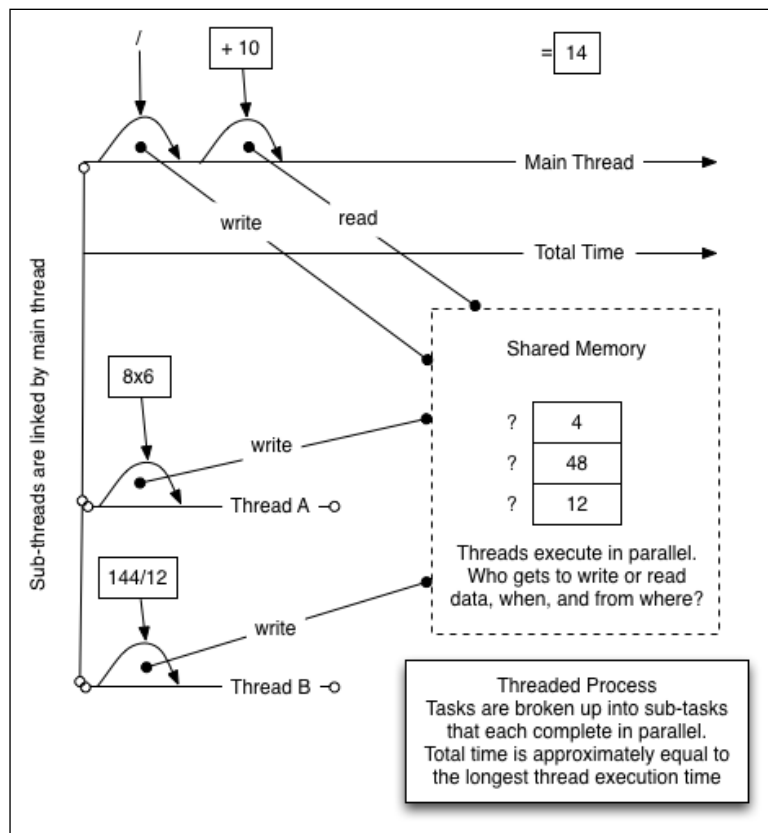 /
+ 10
= 14
Main Thread
write
read
Total Time
Sub-threads are linked by main thread
Shared Memory
8x6
? 4
write
? 48
Thread A
? 12
Threads execute in parallel.
Who gets to write or read
data, when, and from where?
144/12
write
Thread B
Threaded Process
Tasks are broken up into sub-tasks
that each complete in parallel.
Total time is approximately equal to
the longest thread execution time